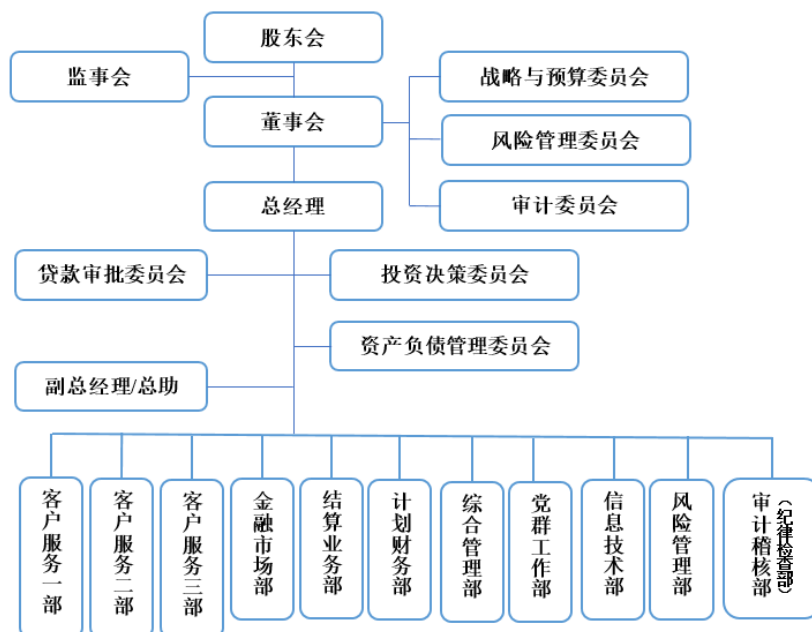 股东会
监事会
战略与预算委员会
董事会
风险管理委员会
总经理
审计委员会
贷款审批委员会
投资决策委员会
资产负债管理委员会
副总经理/总助
客户服务一部
客户服务二部
客户服务三部
金融市场部
结算业务部
计划财务部
综合管理部
党群工作部
信息技术部
风险管理部
审计稽核部
（纪律检查部）